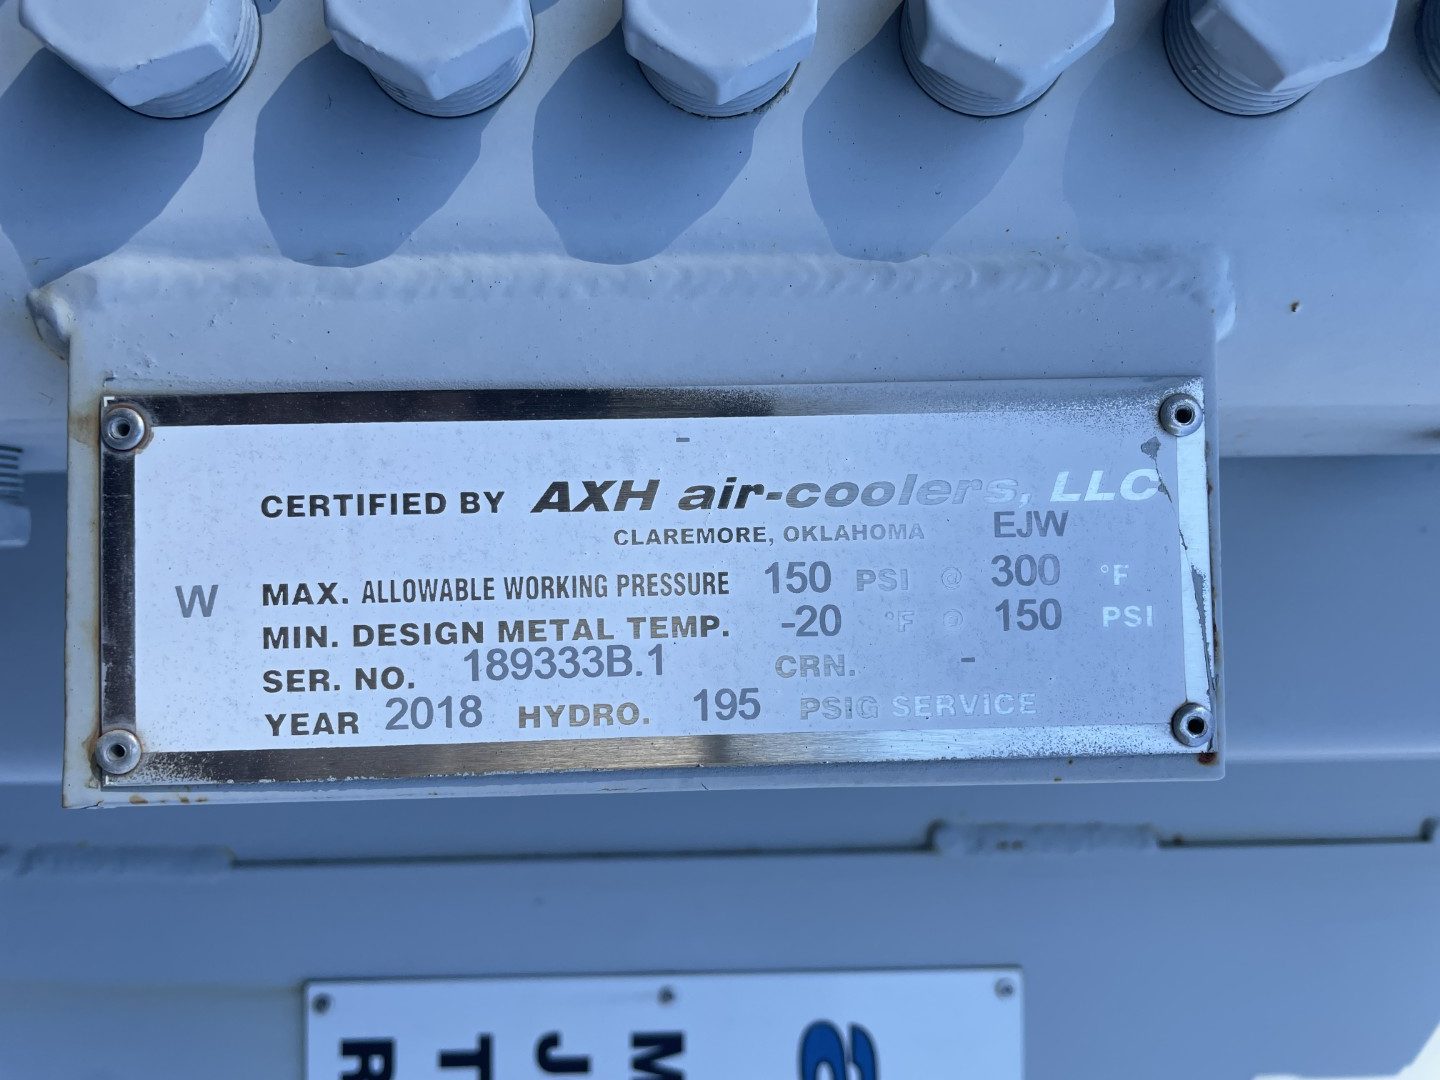 -
CERTIFIED BY AXH air-coolers, LLC
CLAREMORE, OKLAHOMA EJW
W MAX. ALLOWABLE WORKING PRESSURE 150 PSI @ 300 °F
MIN. DESIGN METAL TEMP. -20 °F @ 150 PSI
SER. NO. 189333B.1 CRN. -
YEAR 2018 HYDRO. 195 PSIG SERVICE
M
J
T
R